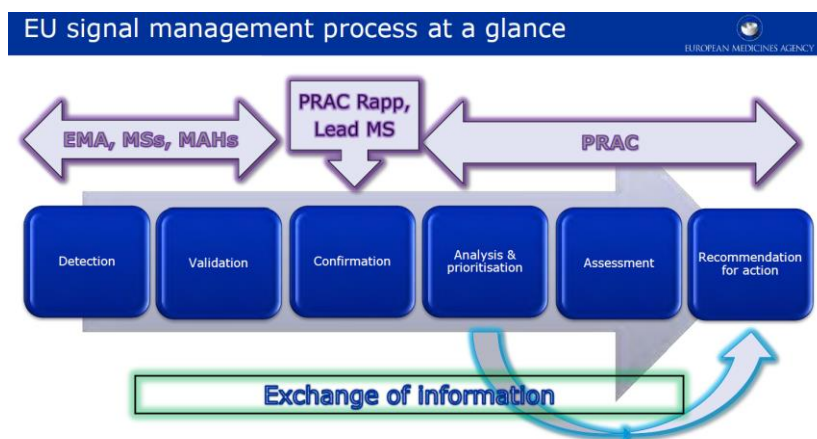 EU signal management process at a glance
EUROPEAN MEDICINES AGENCY
EMA, MSs, MAHs
PRAC Rapp,
Lead MS
PRAC
Detection
Validation
Confirmation
Analysis &
prioritisation
Assessment
Recommendation
for action
Exchange of information